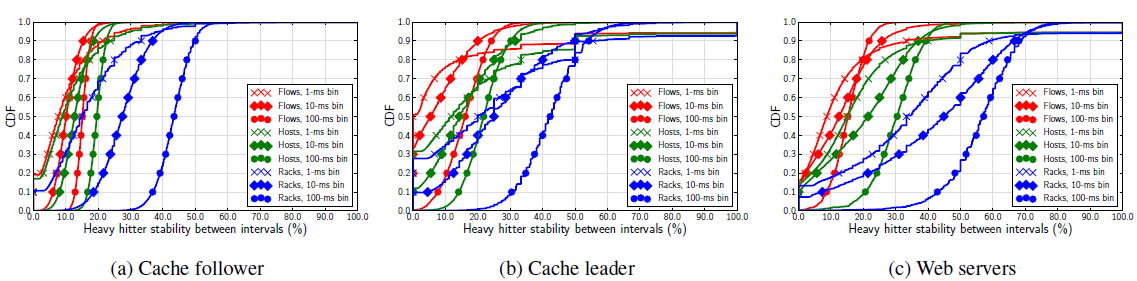 1.0
0.9
0.8
0.7
0.6
0.5
0.4
0.3
0.2
0.1
0.0
CDF
0.0 10.0 20.0 30.0 40.0 50.0 60.0 70.0 80.0 90.0 100.0
Heavy hitter stability between intervals (%)
Flows, 1-ms bin
Flows, 10-ms bin
Flows, 100-ms bin
Hosts, 1-ms bin
Hosts, 10-ms bin
Hosts, 100-ms bin
Racks, 1-ms bin
Racks, 10-ms bin
Racks, 100-ms bin
(a) Cache follower
1.0
0.9
0.8
0.7
0.6
0.5
0.4
0.3
0.2
0.1
0.0
CDF
0.0 10.0 20.0 30.0 40.0 50.0 60.0 70.0 80.0 90.0 100.0
Heavy hitter stability between intervals (%)
Flows, 1-ms bin
Flows, 10-ms bin
Flows, 100-ms bin
Hosts, 1-ms bin
Hosts, 10-ms bin
Hosts, 100-ms bin
Racks, 1-ms bin
Racks, 10-ms bin
Racks, 100-ms bin
(b) Cache leader
1.0
0.9
0.8
0.7
0.6
0.5
0.4
0.3
0.2
0.1
0.0
CDF
0.0 10.0 20.0 30.0 40.0 50.0 60.0 70.0 80.0 90.0 100.0
Heavy hitter stability between intervals (%)
Flows, 1-ms bin
Flows, 10-ms bin
Flows, 100-ms bin
Hosts, 1-ms bin
Hosts, 10-ms bin
Hosts, 100-ms bin
Racks, 1-ms bin
Racks, 10-ms bin
Racks, 100-ms bin
(c) Web servers